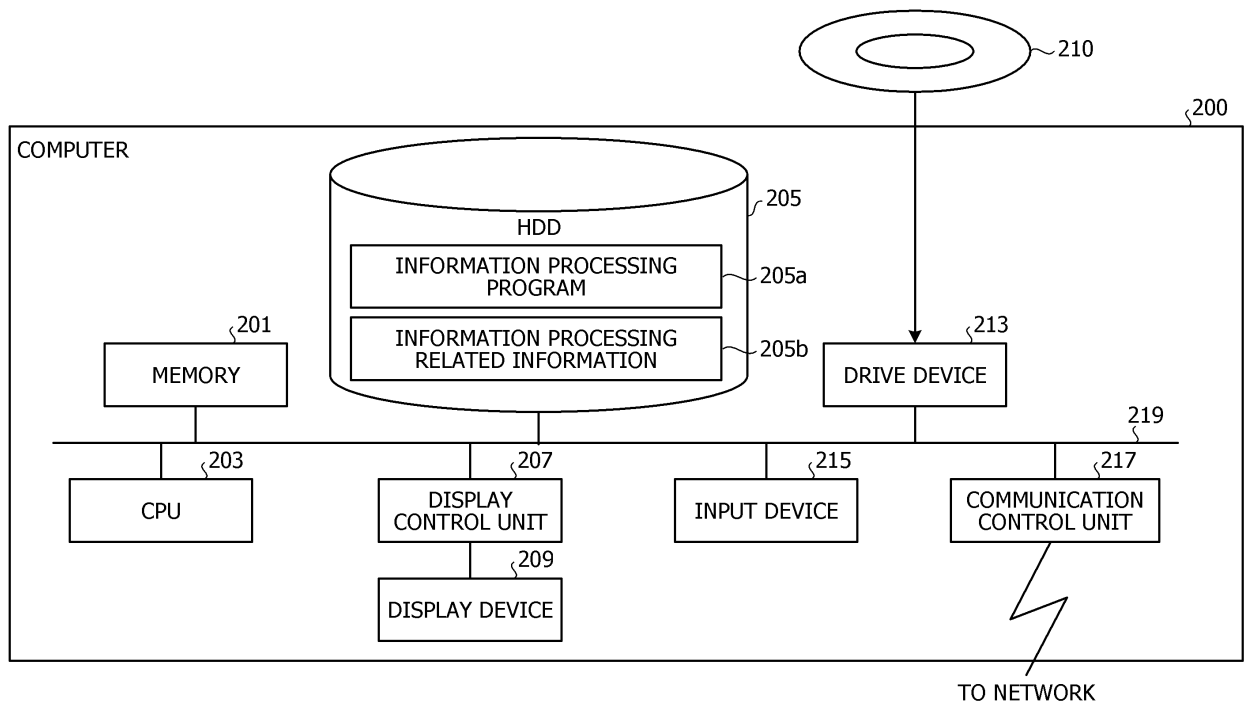 210
200
COMPUTER
205
HDD
INFORMATION PROCESSING
PROGRAM
205a
INFORMATION PROCESSING
RELATED INFORMATION
205b
201
MEMORY
213
DRIVE DEVICE
219
203
CPU
207
DISPLAY
CONTROL UNIT
215
INPUT DEVICE
217
COMMUNICATION
CONTROL UNIT
209
DISPLAY DEVICE
TO NETWORK